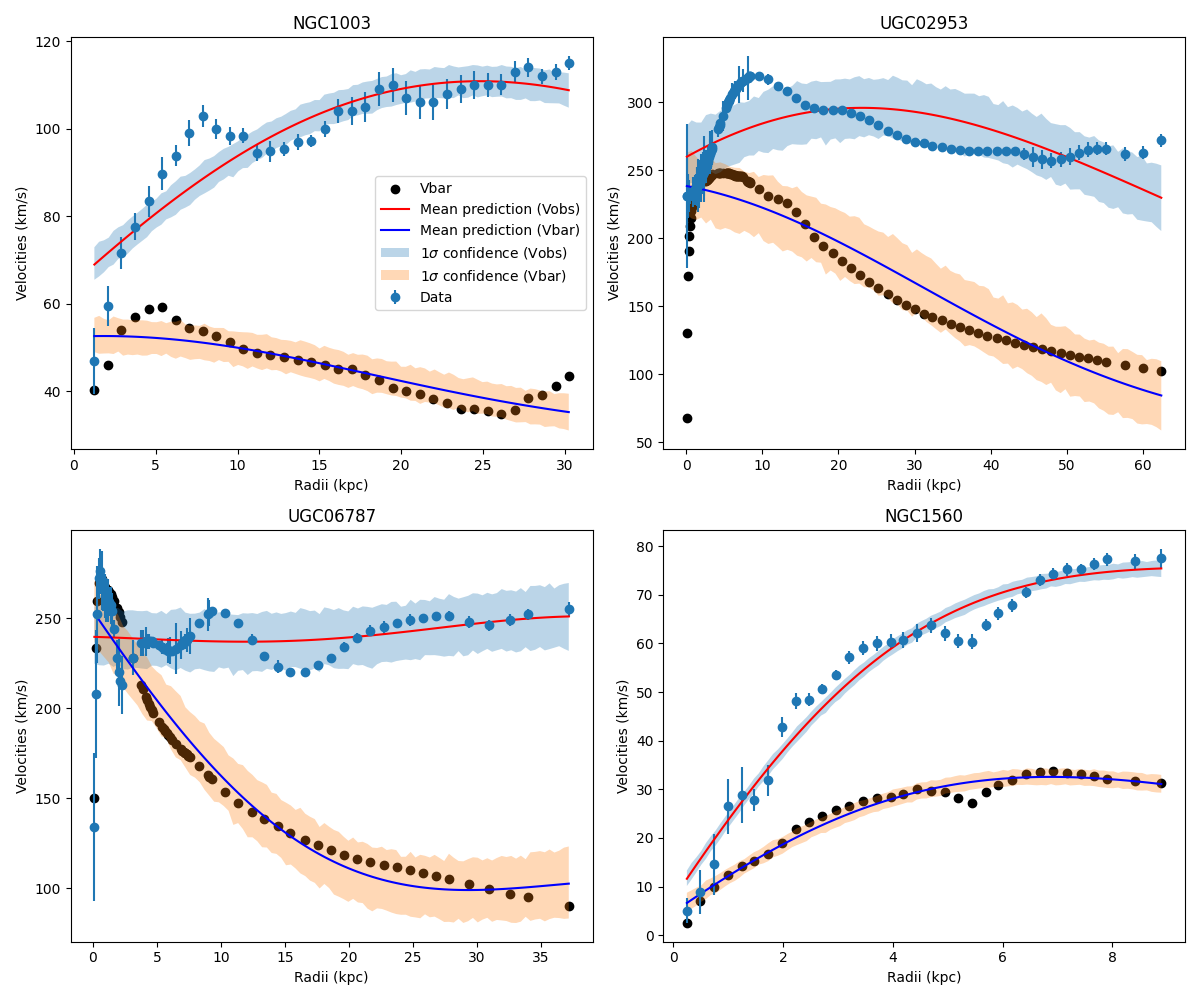 NGC1003
120
100
80
60
40
Velocities (km/s)
0 5 10 15 20 25 30
Radii (kpc)
Vbar
Mean prediction (Vobs)
Mean prediction (Vbar)
1σ confidence (Vobs)
1σ confidence (Vbar)
Data
UGC02953
300
250
200
150
100
50
Velocities (km/s)
0 10 20 30 40 50 60
Radii (kpc)
UGC06787
250
200
150
100
Velocities (km/s)
0 5 10 15 20 25 30 35
Radii (kpc)
NGC1560
80
70
60
50
40
30
20
10
0
Velocities (km/s)
0 2 4 6 8
Radii (kpc)